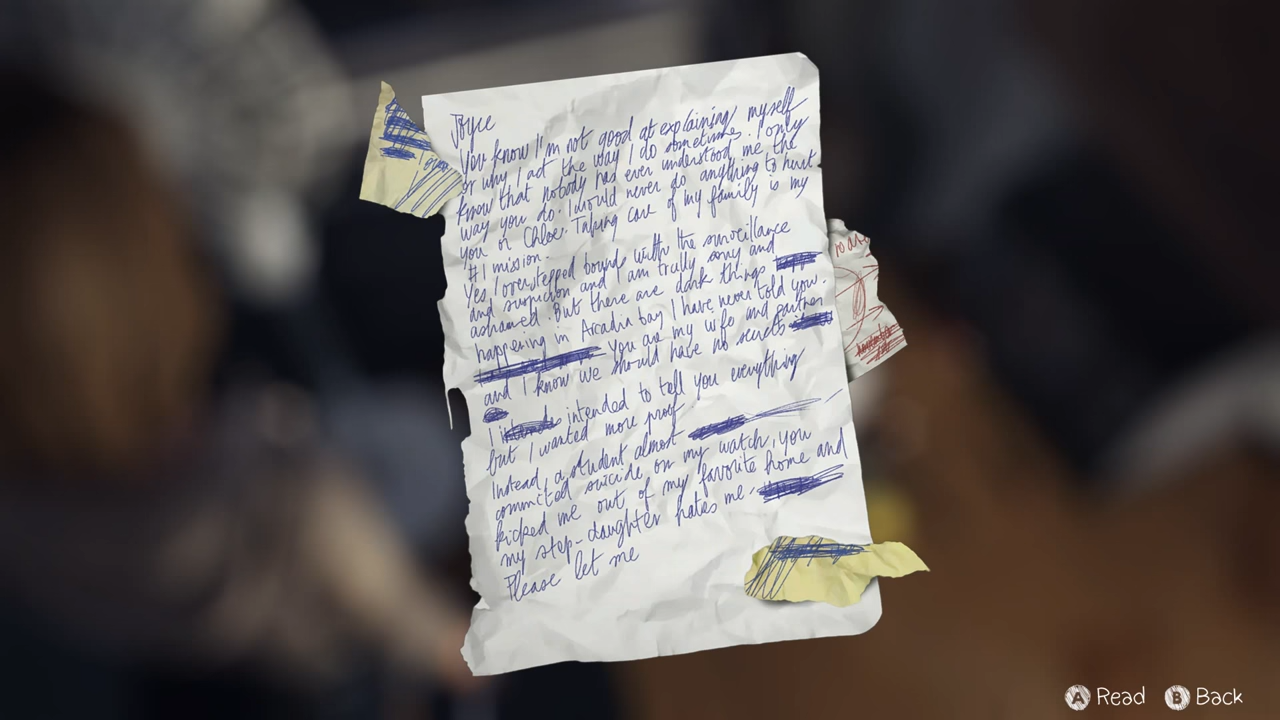 Joyce
You know I'm not good at explaining myself
or why I act the way I do sometime. I only
know that nobody had ever understood me the
way you do. I would never do anything to hurt
you or Chloe. Taking care of my family is my
#1 mission.
Yes I overstepped bounds with the surveillance
and suspicion and I am trully sorry and
ashamed. But there are dark things
happening in Arcadia bay I have never told you.
You are my wife and partner
and I know we should have no secrets
I intended to tell you everything
but I wanted more proof
Instead, a student almost
commited suicide on my watch, you
kicked me out of my favorite home and
my step-daughter hates me.
Please let me
Read
Back